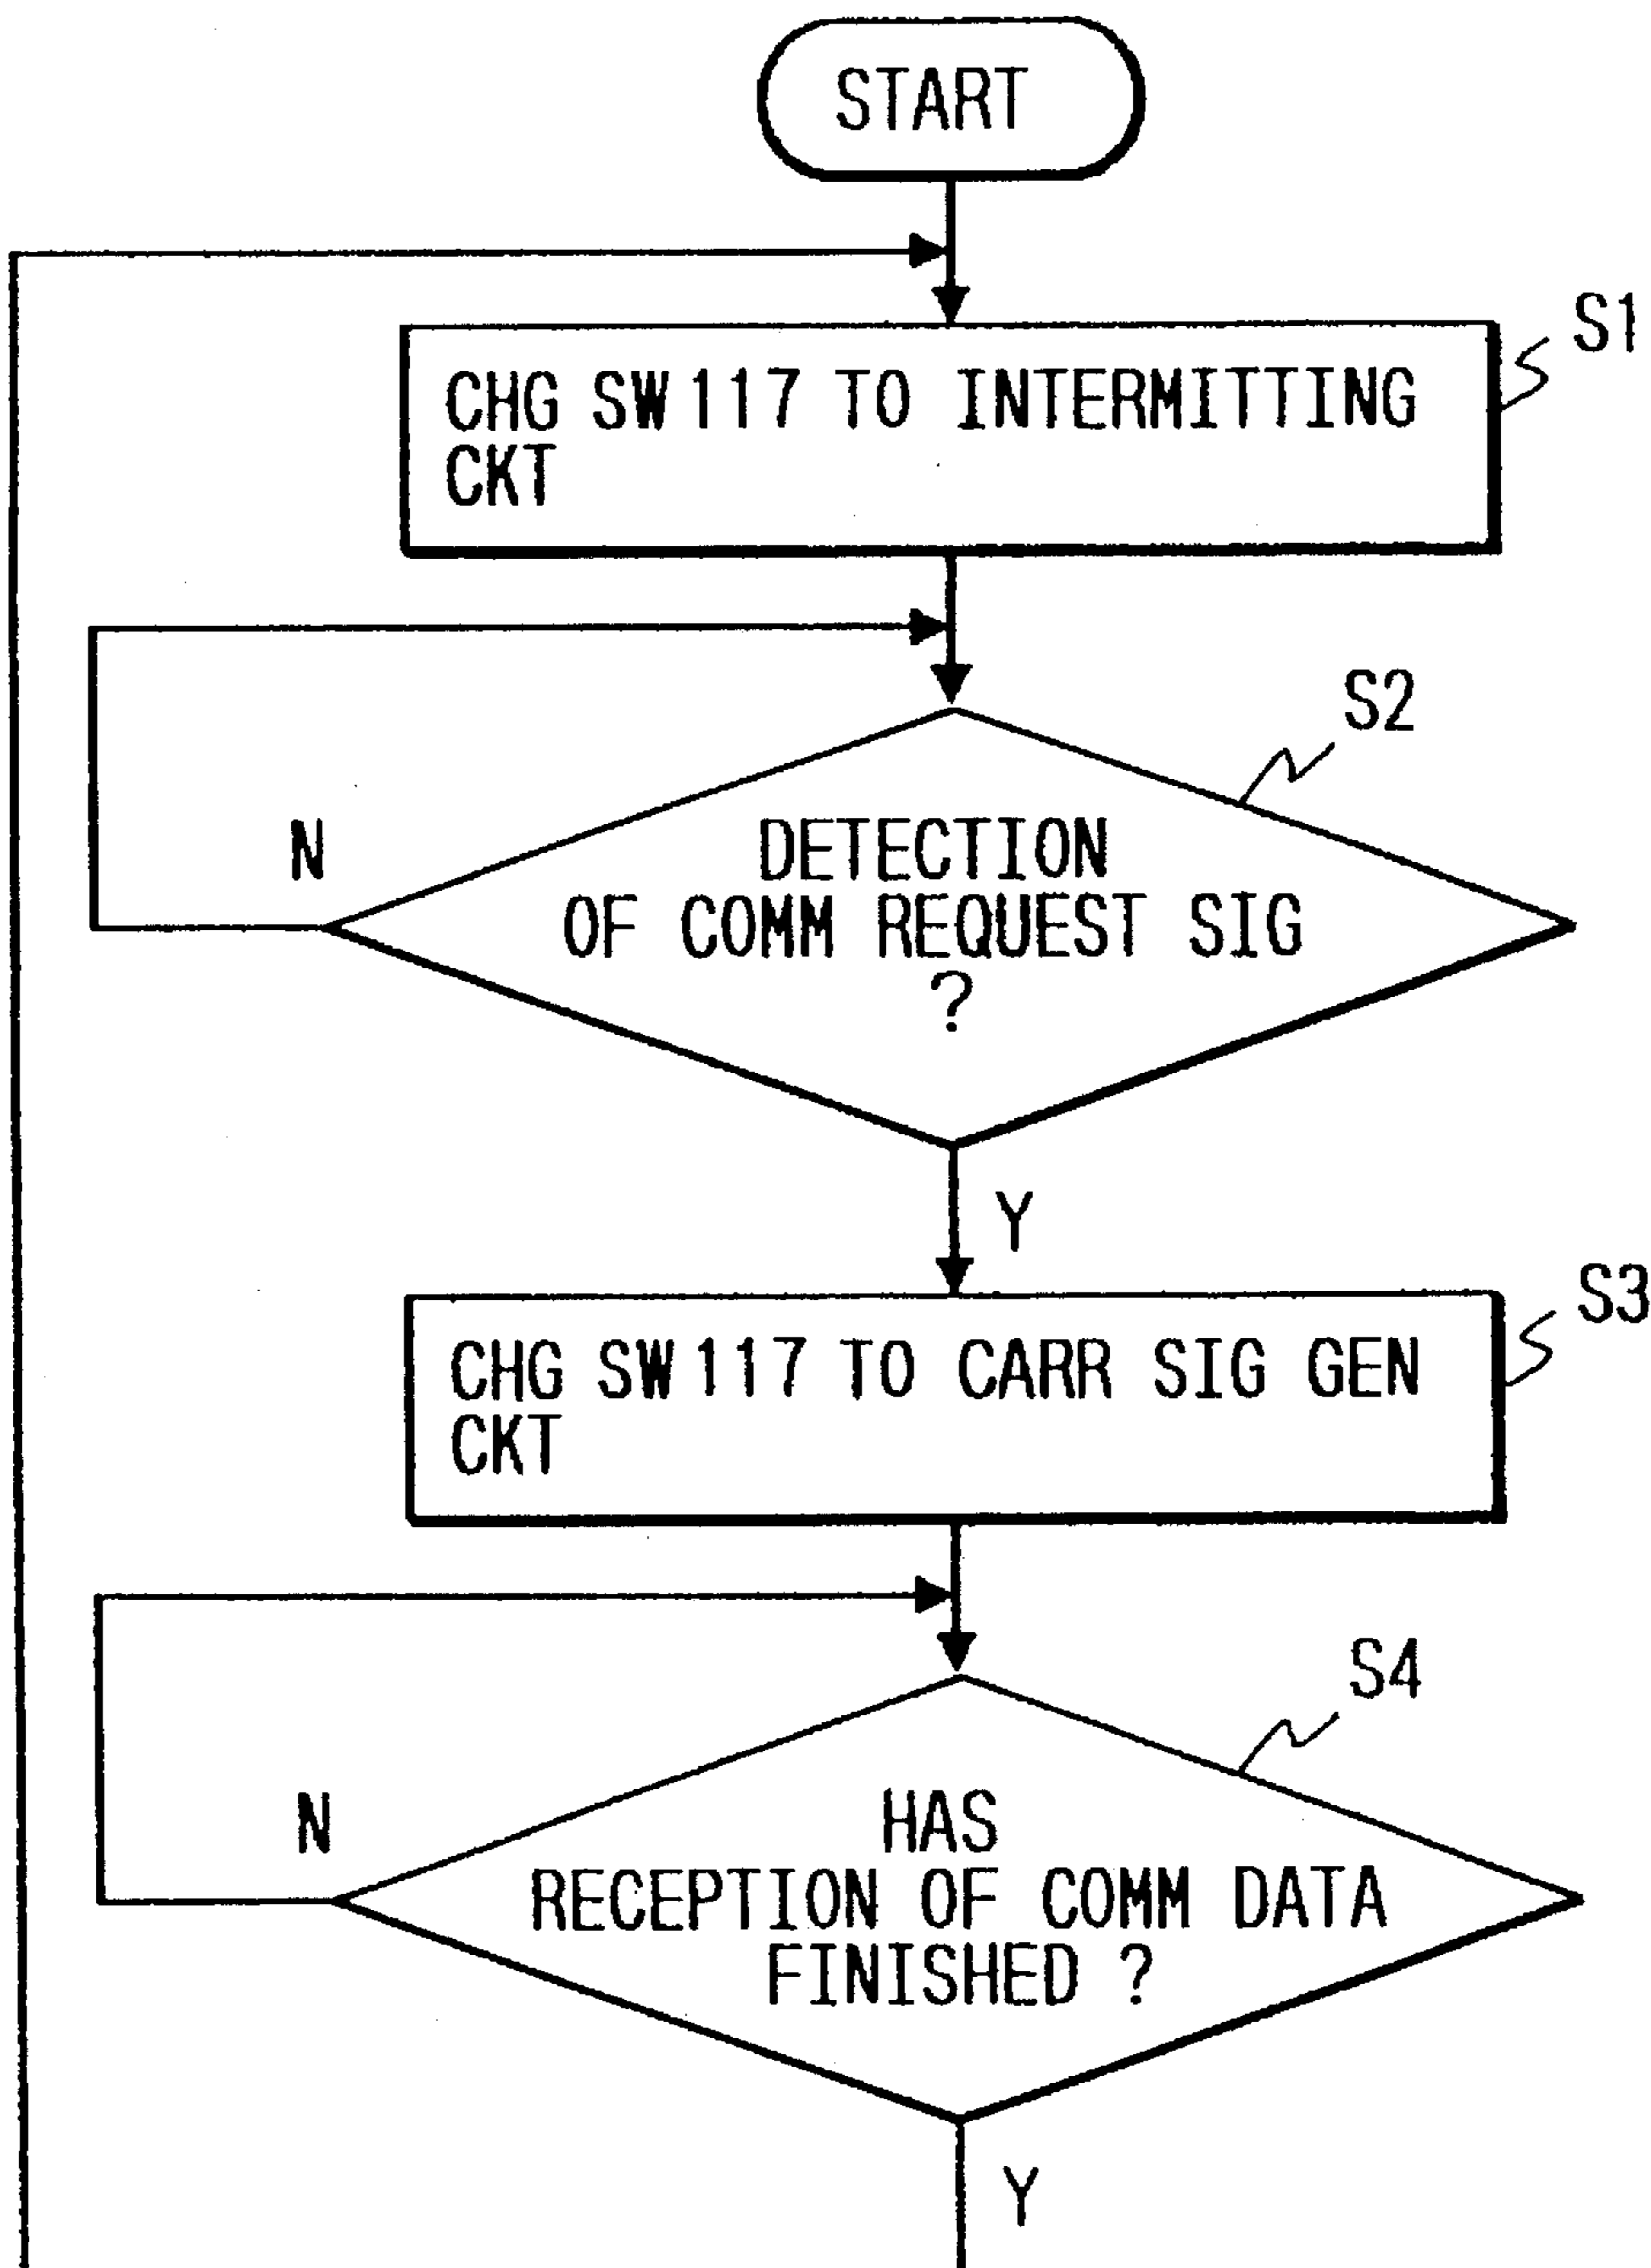 START
S1
CHG SW 117 TO INTERMITTING
CKT
S2
N
DETECTION
OF COMM REQUEST SIG
?
Y
S3
CHG SW 117 TO CARR SIG GEN
CKT
S4
N
HAS
RECEPTION OF COMM DATA
FINISHED ?
Y